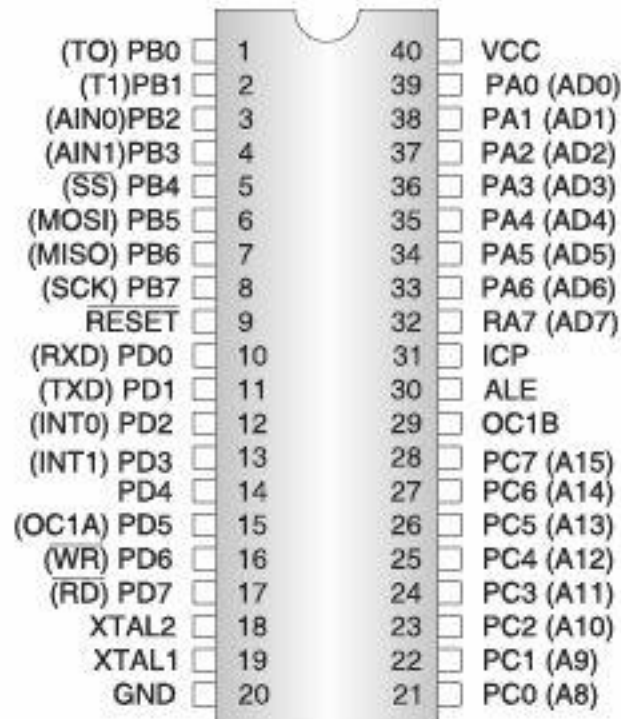 (TO) PB0 1 40 VCC
(T1)PB1 2 39 PA0 (AD0)
(AIN0)PB2 3 38 PA1 (AD1)
(AIN1)PB3 4 37 PA2 (AD2)
(SS) PB4 5 36 PA3 (AD3)
(MOSI) PB5 6 35 PA4 (AD4)
(MISO) PB6 7 34 PA5 (AD5)
(SCK) PB7 8 33 PA6 (AD6)
RESET 9 32 RA7 (AD7)
(RXD) PD0 10 31 ICP
(TXD) PD1 11 30 ALE
(INT0) PD2 12 29 OC1B
(INT1) PD3 13 28 PC7 (A15)
PD4 14 27 PC6 (A14)
(OC1A) PD5 15 26 PC5 (A13)
(WR) PD6 16 25 PC4 (A12)
(RD) PD7 17 24 PC3 (A11)
XTAL2 18 23 PC2 (A10)
XTAL1 19 22 PC1 (A9)
GND 20 21 PC0 (A8)